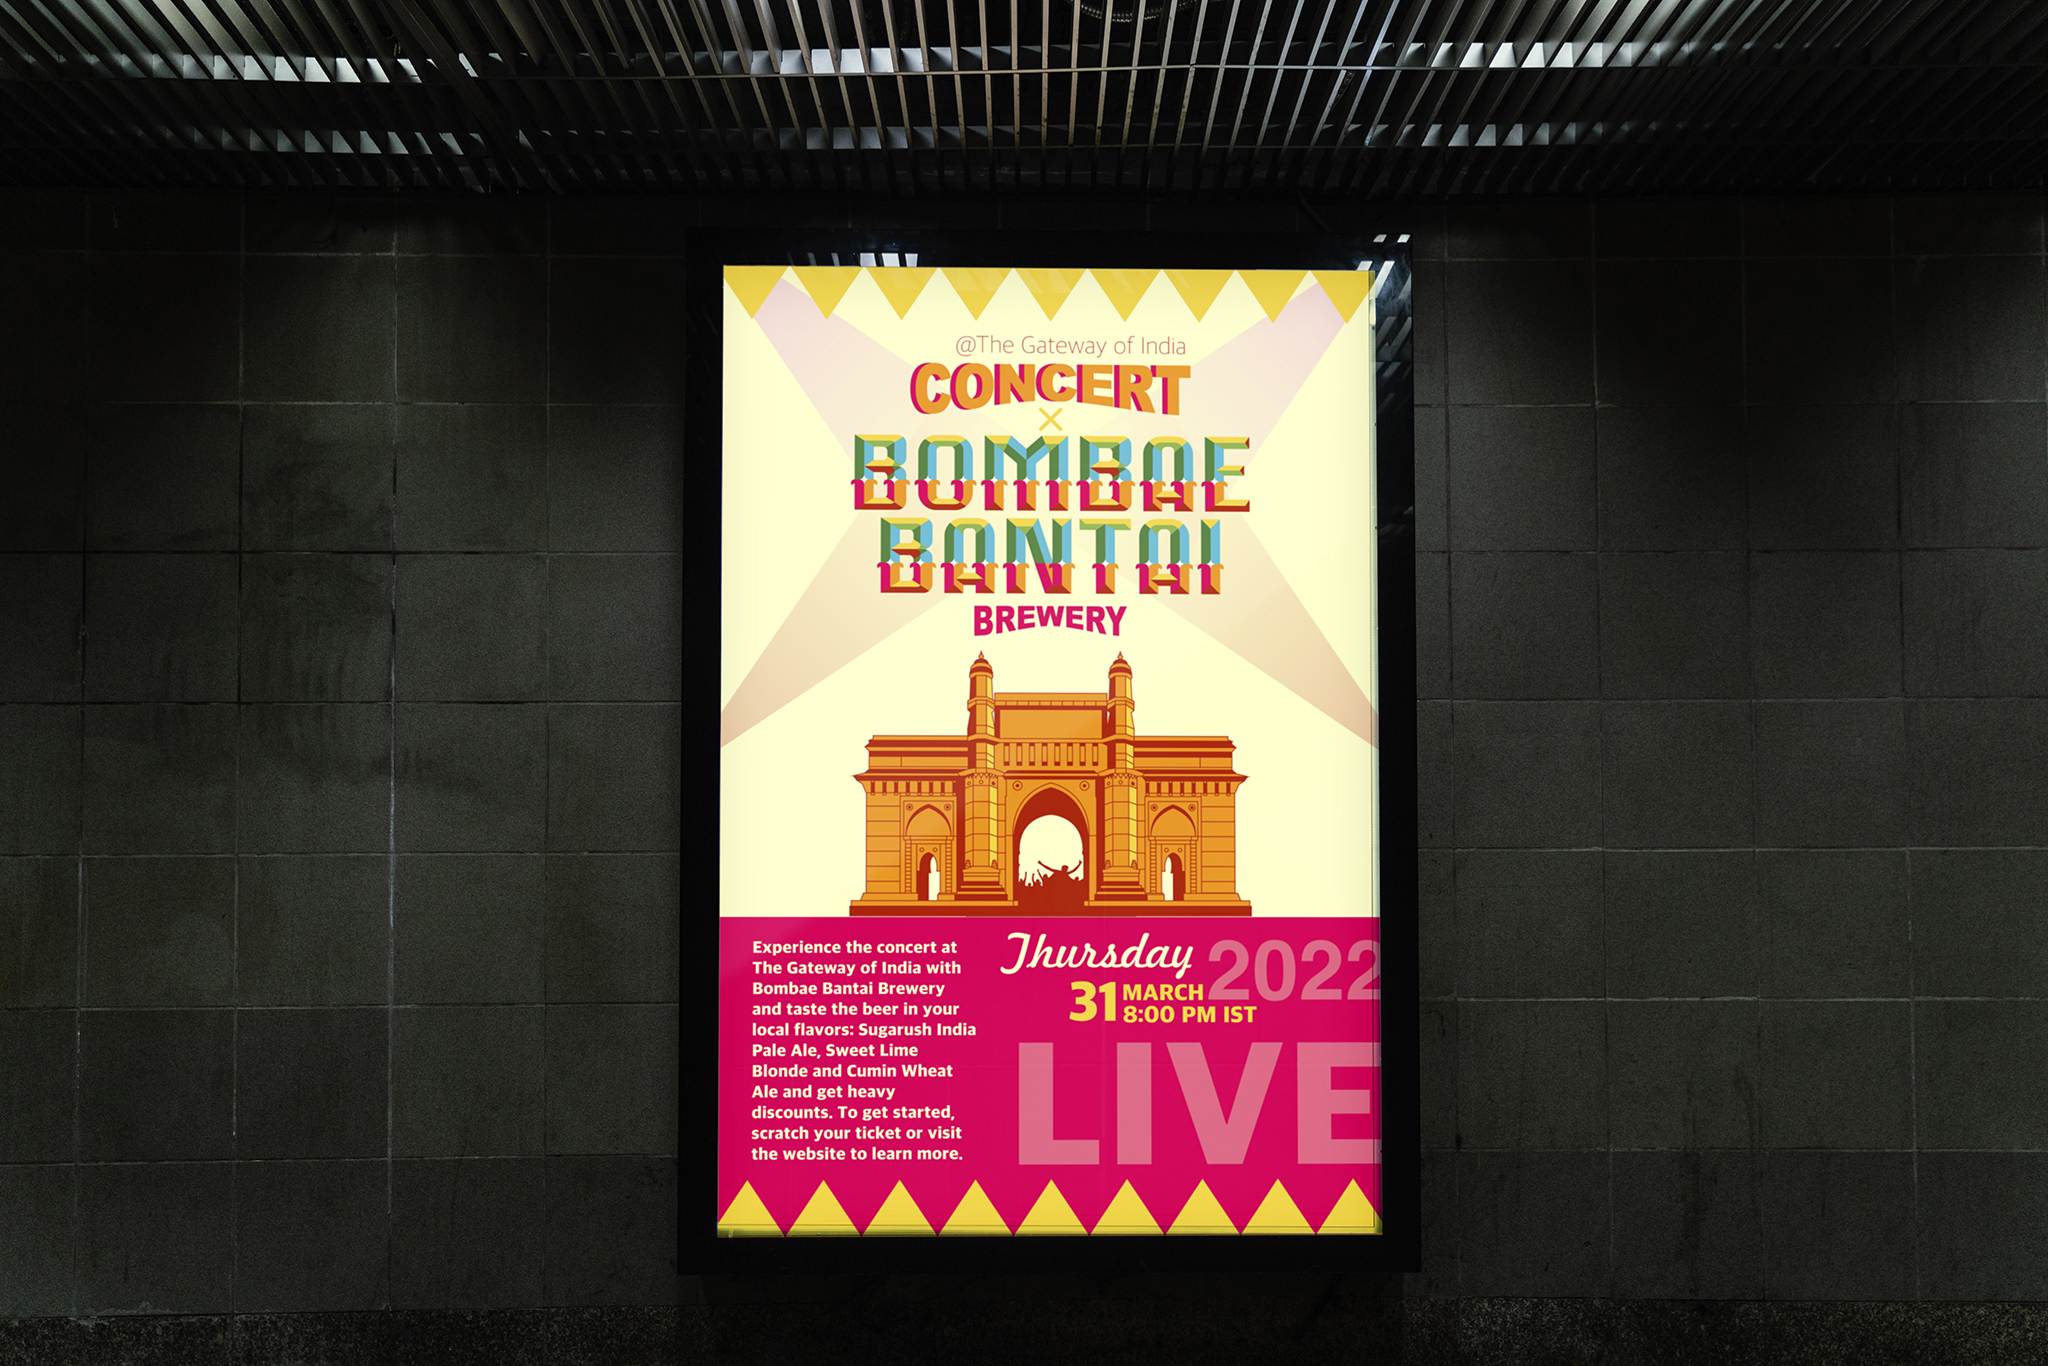 @The Gateway of India
CONCERT
×
BOMBAE
BANTAI
BREWERY
Experience the concert at
The Gateway of India with
Bombae Bantai Brewery
and taste the beer in your
local flavors: Sugarush India
Pale Ale, Sweet Lime
Blonde and Cumin Wheat
Ale and get heavy
discounts. To get started,
scratch your ticket or visit
the website to learn more.
Thursday 2022
31 MARCH
8:00 PM IST
LIVE